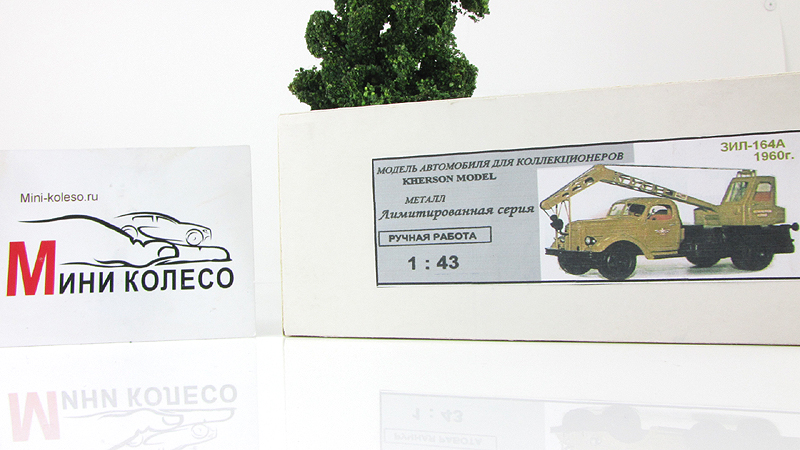 Mini-koleso.ru
Мини колесо
МОДЕЛЬ АВТОМОБИЛЯ ДЛЯ КОЛЛЕКЦИОНЕРОВ
KHERSON MODEL
МЕТАЛЛ
Лимитированная серия
РУЧНАЯ РАБОТА
1 : 43
ЗИЛ-164А
1960г.